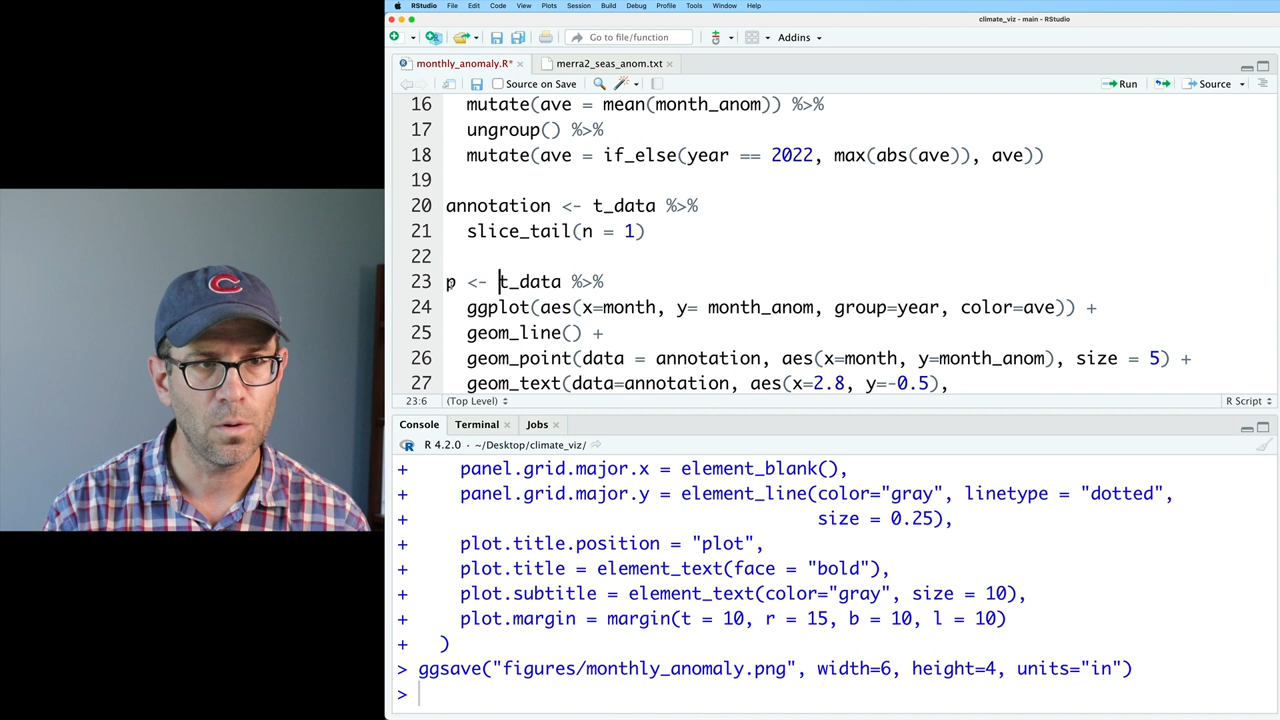 RStudio File Edit Code View Plots Session Build Debug Profile Tools Window Help
climate_viz - main - RStudio
Go to file/function Addins
monthly_anomaly.R* merra2_seas_anom.txt
Source on Save Run Source
16 mutate(ave = mean(month_anom)) %>%
17 ungroup() %>%
18 mutate(ave = if_else(year == 2022, max(abs(ave)), ave))
19
20 annotation <- t_data %>%
21 slice_tail(n = 1)
22
23 p <- t_data %>%
24 ggplot(aes(x=month, y= month_anom, group=year, color=ave)) +
25 geom_line() +
26 geom_point(data = annotation, aes(x=month, y=month_anom), size = 5) +
27 geom_text(data=annotation, aes(x=2.8, y=-0.5),
23:6 (Top Level) R Script
Console Terminal Jobs
R 4.2.0 · ~/Desktop/climate_viz/
+ panel.grid.major.x = element_blank(),
+ panel.grid.major.y = element_line(color="gray", linetype = "dotted",
+ size = 0.25),
+ plot.title.position = "plot",
+ plot.title = element_text(face = "bold"),
+ plot.subtitle = element_text(color="gray", size = 10),
+ plot.margin = margin(t = 10, r = 15, b = 10, l = 10)
+ )
> ggsave("figures/monthly_anomaly.png", width=6, height=4, units="in")
>